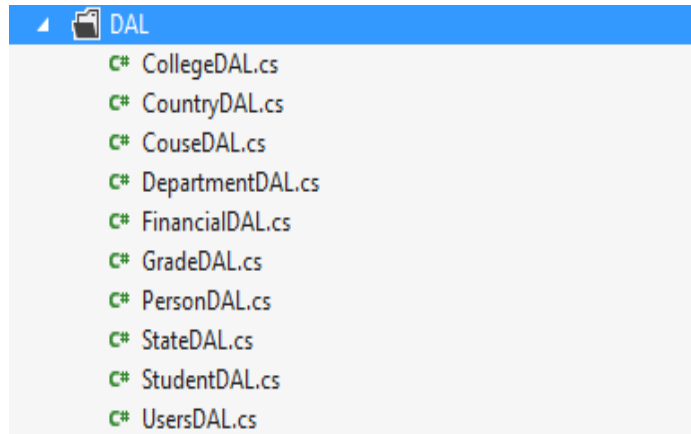 DAL
C# CollegeDAL.cs
C# CountryDAL.cs
C# CouseDAL.cs
C# DepartmentDAL.cs
C# FinancialDAL.cs
C# GradeDAL.cs
C# PersonDAL.cs
C# StateDAL.cs
C# StudentDAL.cs
C# UsersDAL.cs